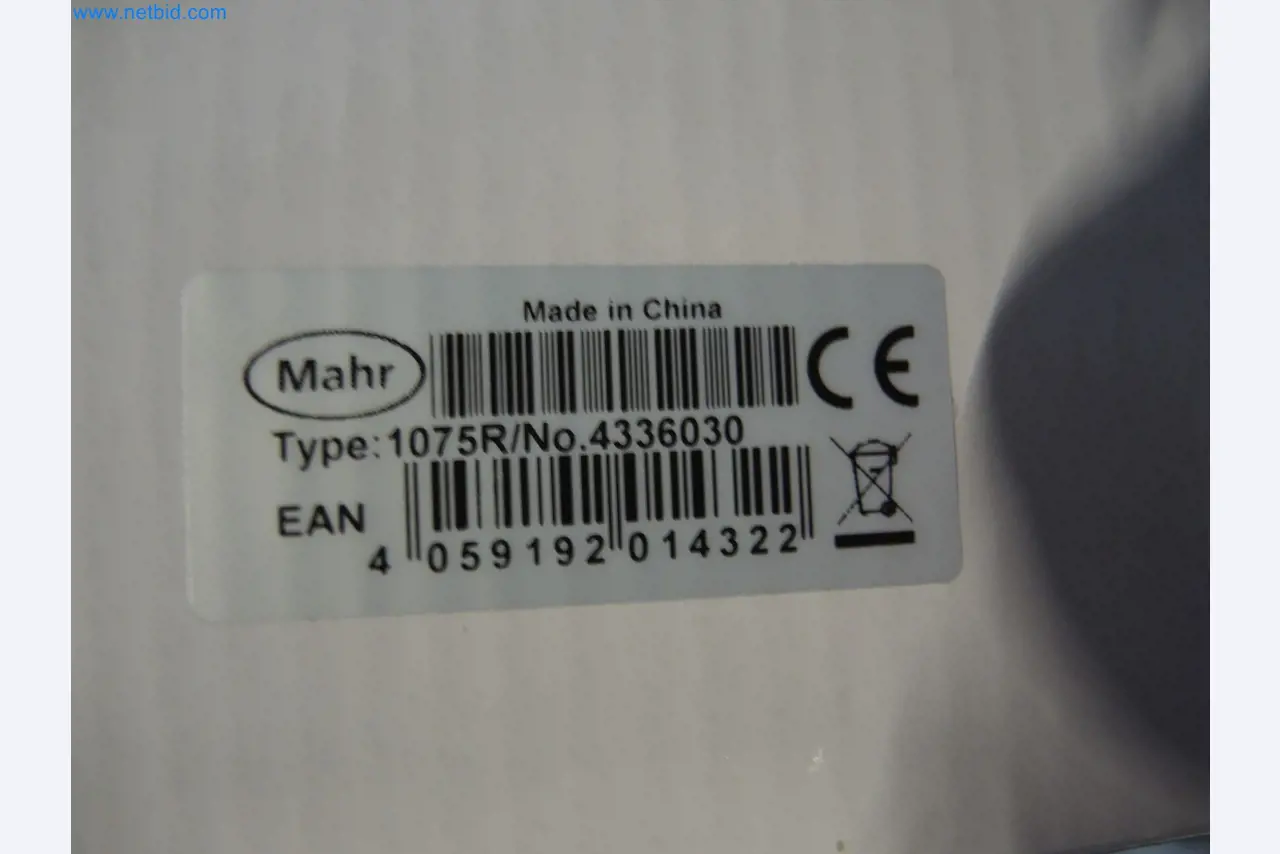 www.netbid.com
Made in China
Mahr
CE
Type:1075R/No.4336030
EAN
4 059192 014322